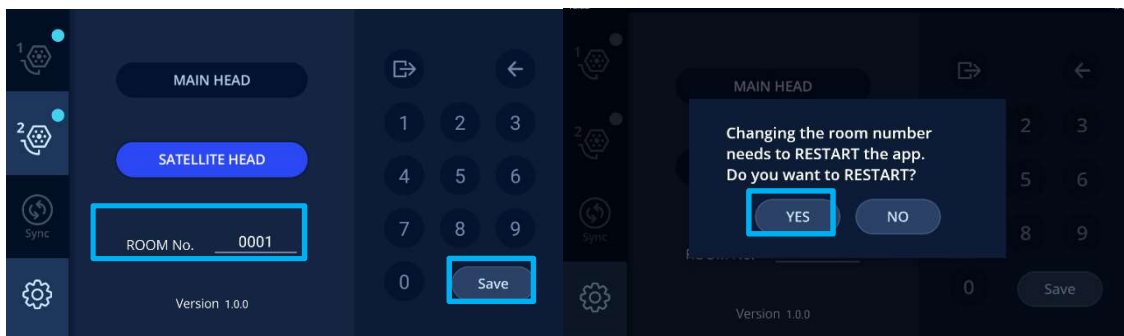 1
MAIN HEAD
2
SATELLITE HEAD
Sync
ROOM No. 0001
Version 1.0.0
1 2 3
4 5 6
7 8 9
0 Save
1
MAIN HEAD
2
Changing the room number
needs to RESTART the app.
Do you want to RESTART?
YES NO
Sync
ROOM No.
Version 1.0.0
2 3
5 6
8 9
0 Save